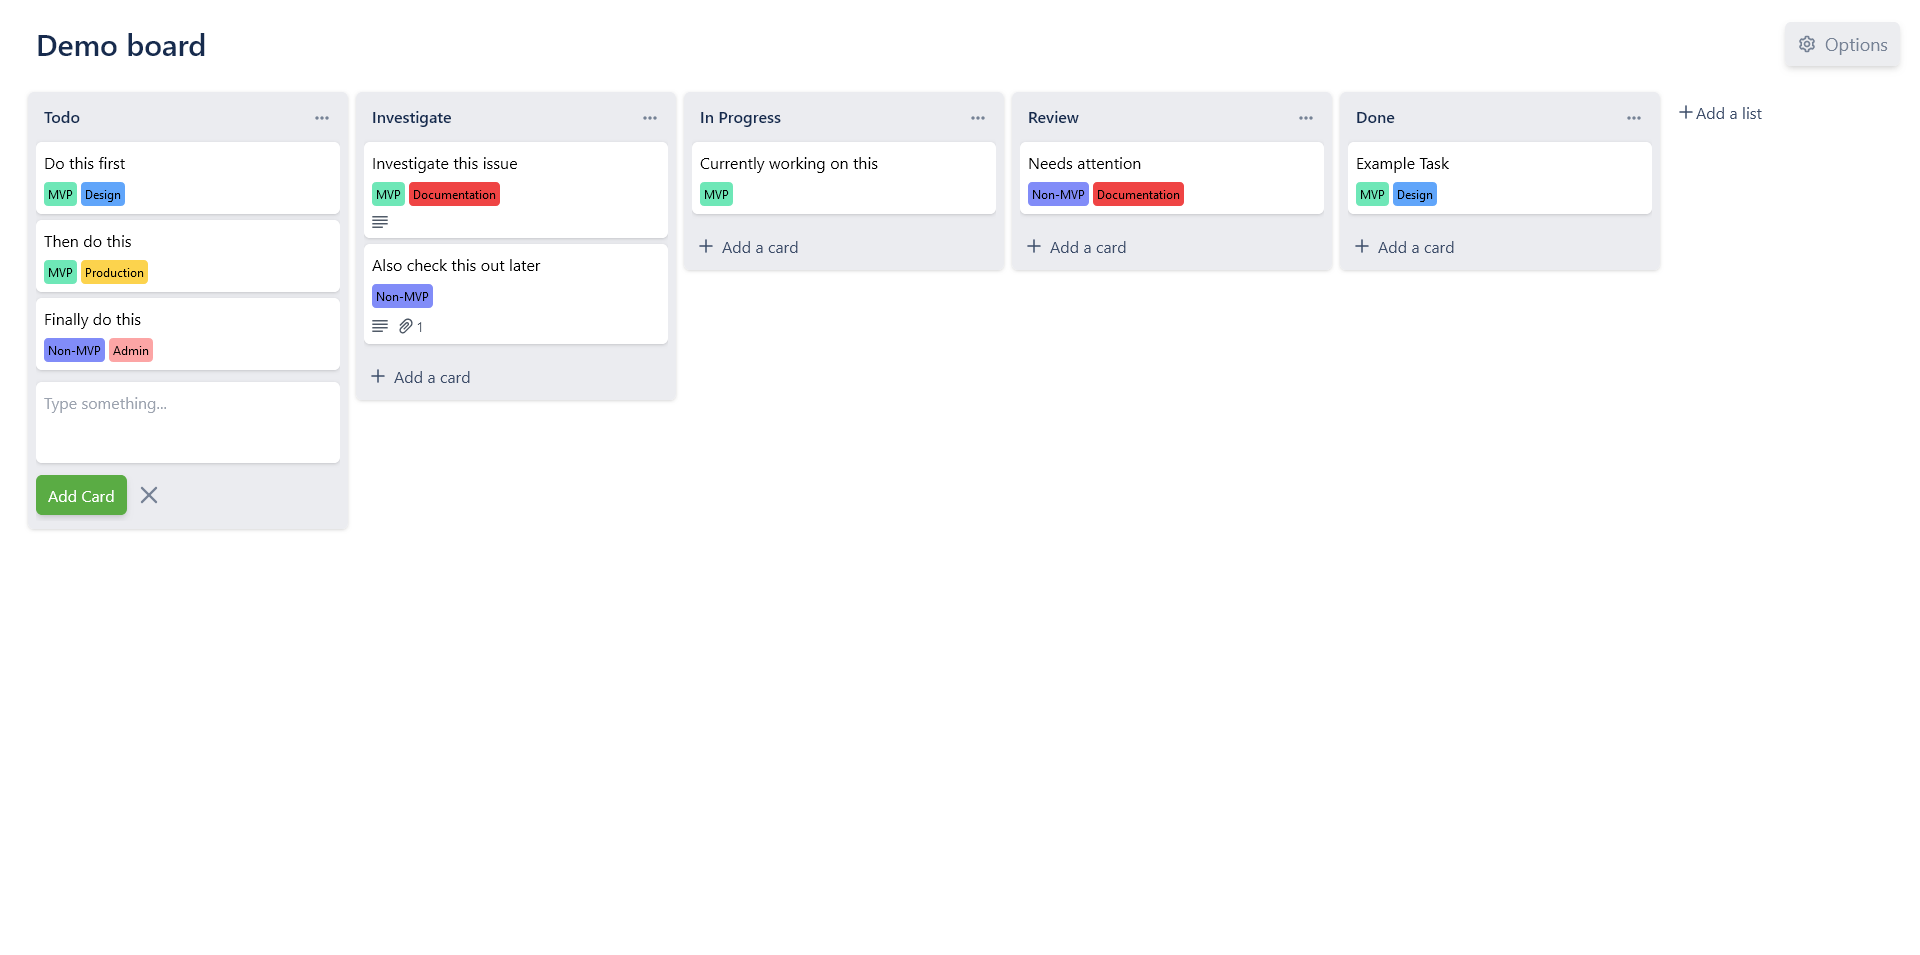 Demo board
Options
Todo
Do this first
MVP Design
Then do this
MVP Production
Finally do this
Non-MVP Admin
Type something...
Add Card
Investigate
Investigate this issue
MVP Documentation
Also check this out later
Non-MVP
1
Add a card
In Progress
Currently working on this
MVP
Add a card
Review
Needs attention
Non-MVP Documentation
Add a card
Done
Example Task
MVP Design
Add a card
Add a list